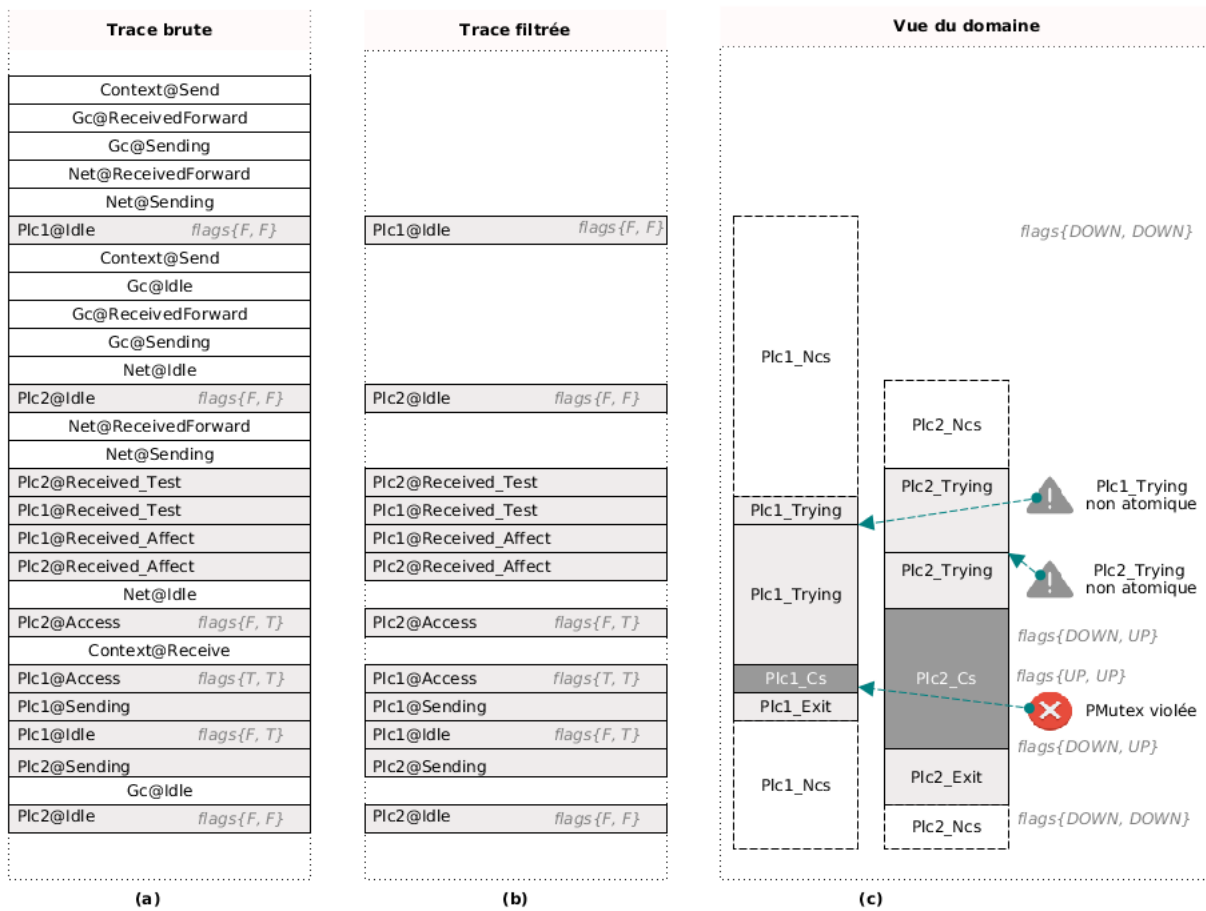 Trace brute
Context@Send
Gc@ReceivedForward
Gc@Sending
Net@ReceivedForward
Net@Sending
Plc1@Idle flags{F, F}
Context@Send
Gc@Idle
Gc@ReceivedForward
Gc@Sending
Net@Idle
Plc2@Idle flags{F, F}
Net@ReceivedForward
Net@Sending
Plc2@Received_Test
Plc1@Received_Test
Plc1@Received_Affect
Plc2@Received_Affect
Net@Idle
Plc2@Access flags{F, T}
Context@Receive
Plc1@Access flags{T, T}
Plc1@Sending
Plc1@Idle flags{F, T}
Plc2@Sending
Gc@Idle
Plc2@Idle flags{F, F}
(a)
Trace filtrée
Plc1@Idle flags{F, F}
Plc2@Idle flags{F, F}
Plc2@Received_Test
Plc1@Received_Test
Plc1@Received_Affect
Plc2@Received_Affect
Plc2@Access flags{F, T}
Plc1@Access flags{T, T}
Plc1@Sending
Plc1@Idle flags{F, T}
Plc2@Sending
Plc2@Idle flags{F, F}
(b)
Vue du domaine
Plc1_Ncs
Plc1_Trying
Plc1_Trying
Plc1_Cs
Plc1_Exit
Plc1_Ncs
Plc2_Ncs
Plc2_Trying
Plc2_Trying
Plc2_Cs
Plc2_Exit
Plc2_Ncs
flags{DOWN, DOWN}
Plc1_Trying
non atomique
Plc2_Trying
non atomique
flags{DOWN, UP}
flags{UP, UP}
PMutex violée
flags{DOWN, UP}
flags{DOWN, DOWN}
(c)